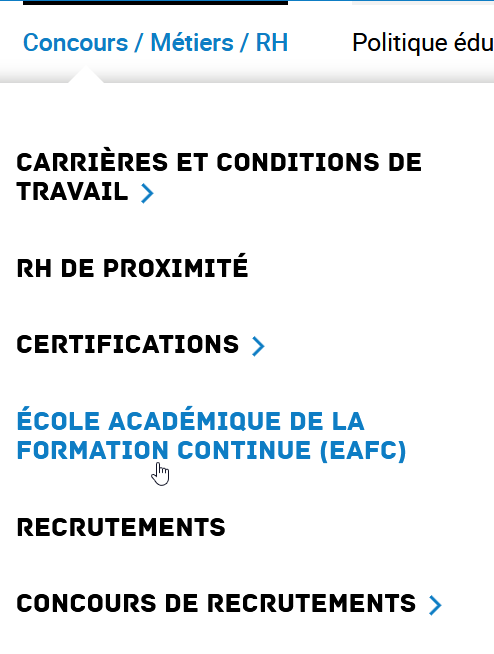 Concours / Métiers / RH
Politique édu
CARRIÈRES ET CONDITIONS DE
TRAVAIL
RH DE PROXIMITÉ
CERTIFICATIONS
ÉCOLE ACADÉMIQUE DE LA
FORMATION CONTINUE (EAFC)
RECRUTEMENTS
CONCOURS DE RECRUTEMENTS